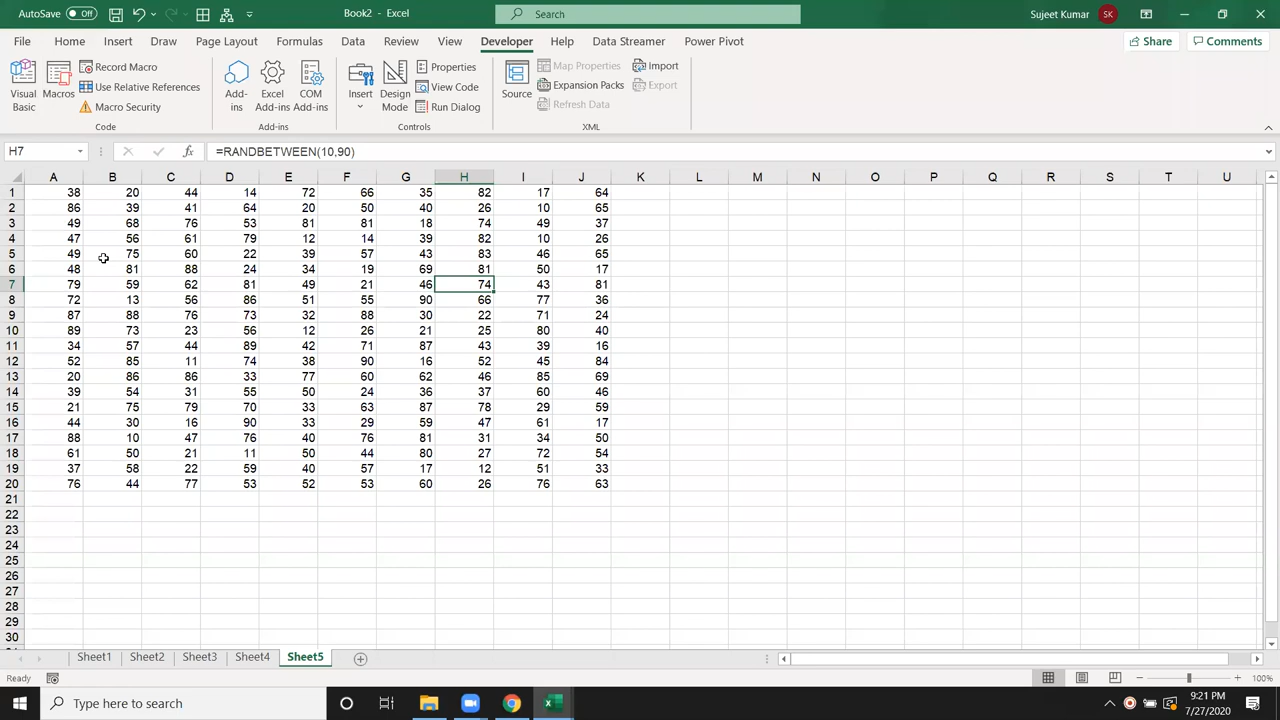 AutoSave Off Book2 - Excel Search Sujeet Kumar SK
File Home Insert Draw Page Layout Formulas Data Review View Developer Help Data Streamer Power Pivot Share Comments
Visual Basic Macros Record Macro Use Relative References Macro Security Code
Add-ins Excel Add-ins COM Add-ins Add-ins
Insert Design Mode Properties View Code Run Dialog Controls
Source Map Properties Expansion Packs Refresh Data Import Export XML
H7 fx =RANDBETWEEN(10,90)
A B C D E F G H I J K L M N O P Q R S T U
1 38 20 44 14 72 66 35 82 17 64
2 86 39 41 64 20 50 40 26 10 65
3 49 68 76 53 81 81 18 74 49 37
4 47 56 61 79 12 14 39 82 10 26
5 49 75 60 22 39 57 43 83 46 65
6 48 81 88 24 34 19 69 81 50 17
7 79 59 62 81 49 21 46 74 43 81
8 72 13 56 86 51 55 90 66 77 36
9 87 88 76 73 32 88 30 22 71 24
10 89 73 23 56 12 26 21 25 80 40
11 34 57 44 89 42 71 87 43 39 16
12 52 85 11 74 38 90 16 52 45 84
13 20 86 86 33 77 60 62 46 85 69
14 39 54 31 55 50 24 36 37 60 46
15 21 75 79 70 33 63 87 78 29 59
16 44 30 16 90 33 29 59 47 61 17
17 88 10 47 76 40 76 81 31 34 50
18 61 50 21 11 50 44 80 27 72 54
19 37 58 22 59 40 57 17 12 51 33
20 76 44 77 53 52 53 60 26 76 63
21
22
23
24
25
26
27
28
29
30
Sheet1 Sheet2 Sheet3 Sheet4 Sheet5
Ready 100%
Type here to search 9:21 PM
7/27/2020